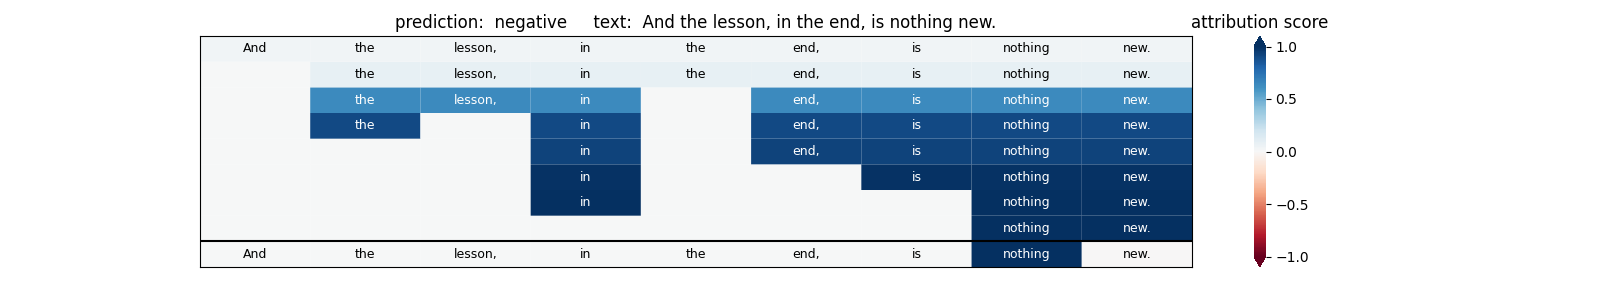 prediction: negative text: And the lesson, in the end, is nothing new. attribution score
And the lesson, in the end, is nothing new. 1.0
the lesson, in the end, is nothing new.
the lesson, in end, is nothing new. 0.5
the in end, is nothing new.
in end, is nothing new. 0.0
in is nothing new.
in nothing new. −0.5
nothing new.
And the lesson, in the end, is nothing new. −1.0